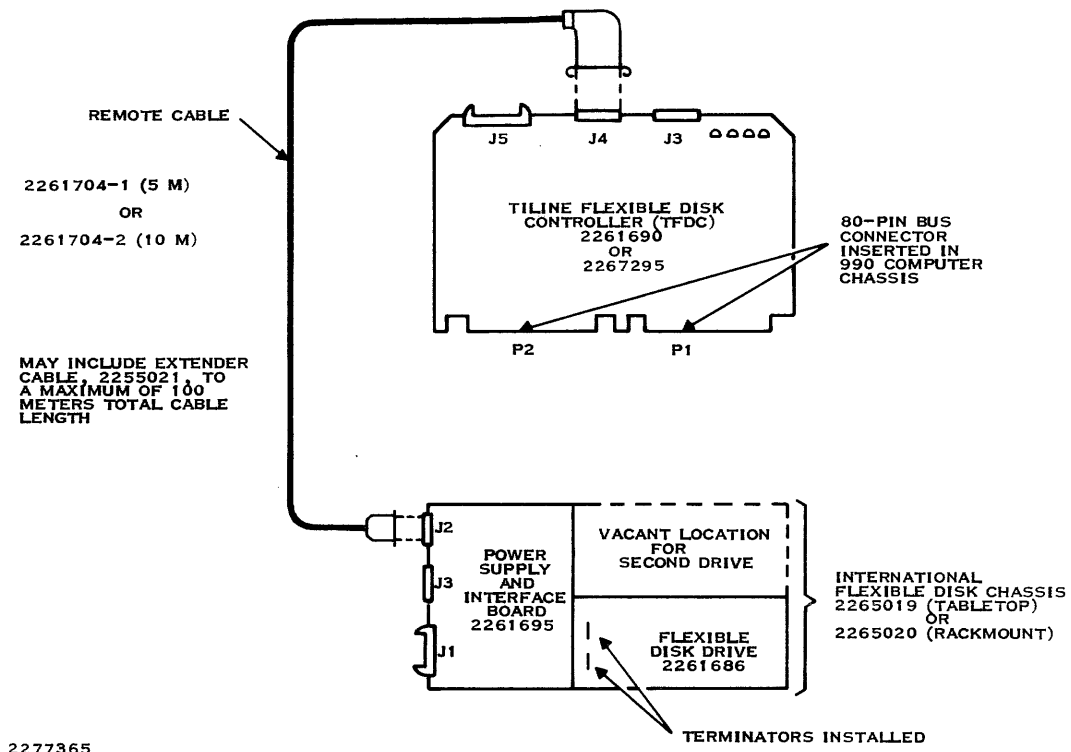 REMOTE CABLE
2261704-1 (5 M)
OR
2261704-2 (10 M)
J5
J4
J3
TILINE FLEXIBLE DISK
CONTROLLER (TFDC)
2261690
OR
2267295
80-PIN BUS
CONNECTOR
INSERTED IN
990 COMPUTER
CHASSIS
P2
P1
MAY INCLUDE EXTENDER
CABLE, 2255021, TO
A MAXIMUM OF 100
METERS TOTAL CABLE
LENGTH
J2
J3
J1
POWER
SUPPLY
AND
INTERFACE
BOARD
2261695
VACANT LOCATION
FOR
SECOND DRIVE
FLEXIBLE
DISK DRIVE
2261686
INTERNATIONAL
FLEXIBLE DISK CHASSIS
2265019 (TABLETOP)
OR
2265020 (RACKMOUNT)
TERMINATORS INSTALLED
2277365